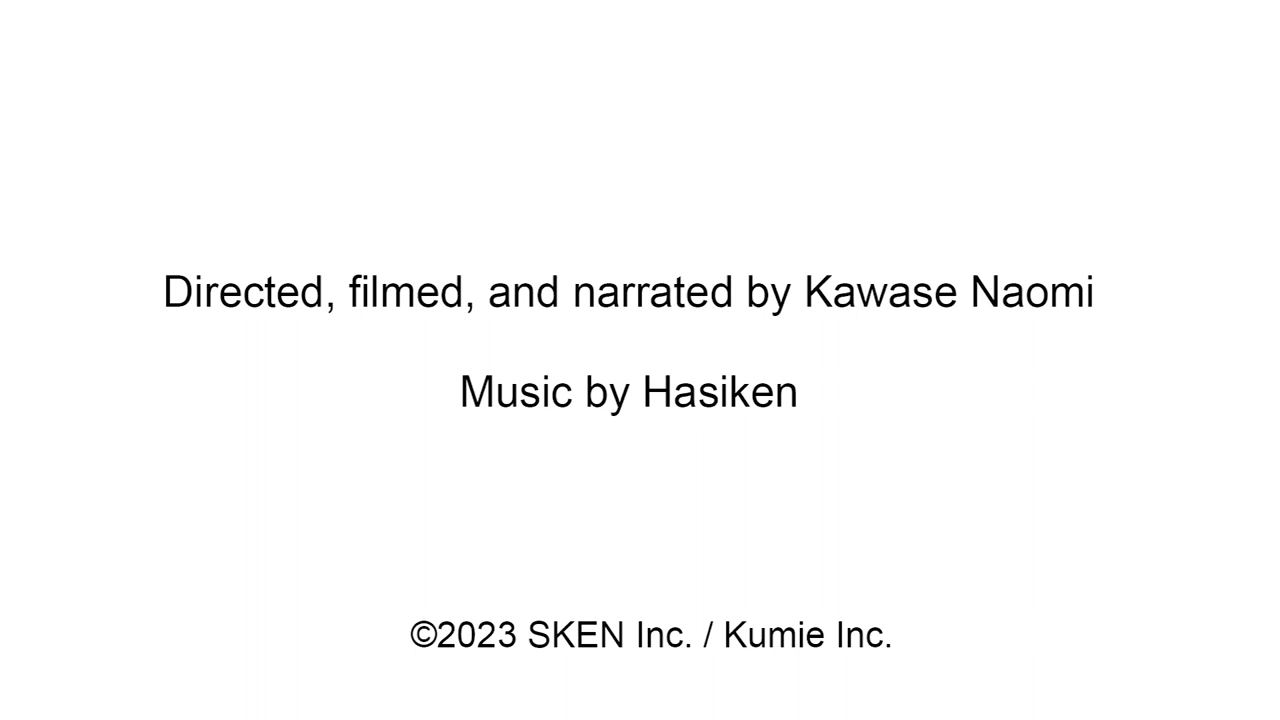 Directed, filmed, and narrated by Kawase Naomi
Music by Hasiken
©2023 SKEN Inc. / Kumie Inc.